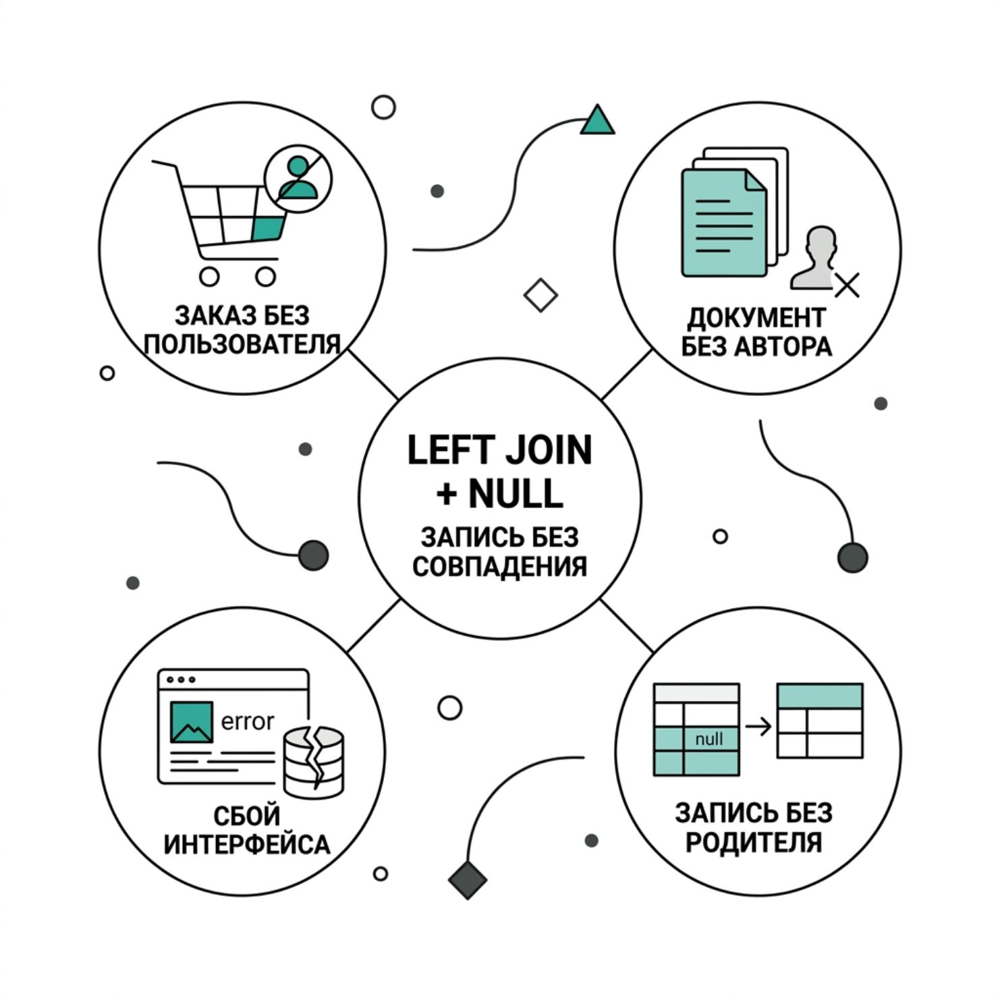 ЗАКАЗ БЕЗ
ПОЛЬЗОВАТЕЛЯ
ДОКУМЕНТ
БЕЗ АВТОРА
LEFT JOIN
+ NULL
ЗАПИСЬ БЕЗ
СОВПАДЕНИЯ
error
СБОЙ
ИНТЕРФЕЙСА
null
ЗАПИСЬ БЕЗ
РОДИТЕЛЯ